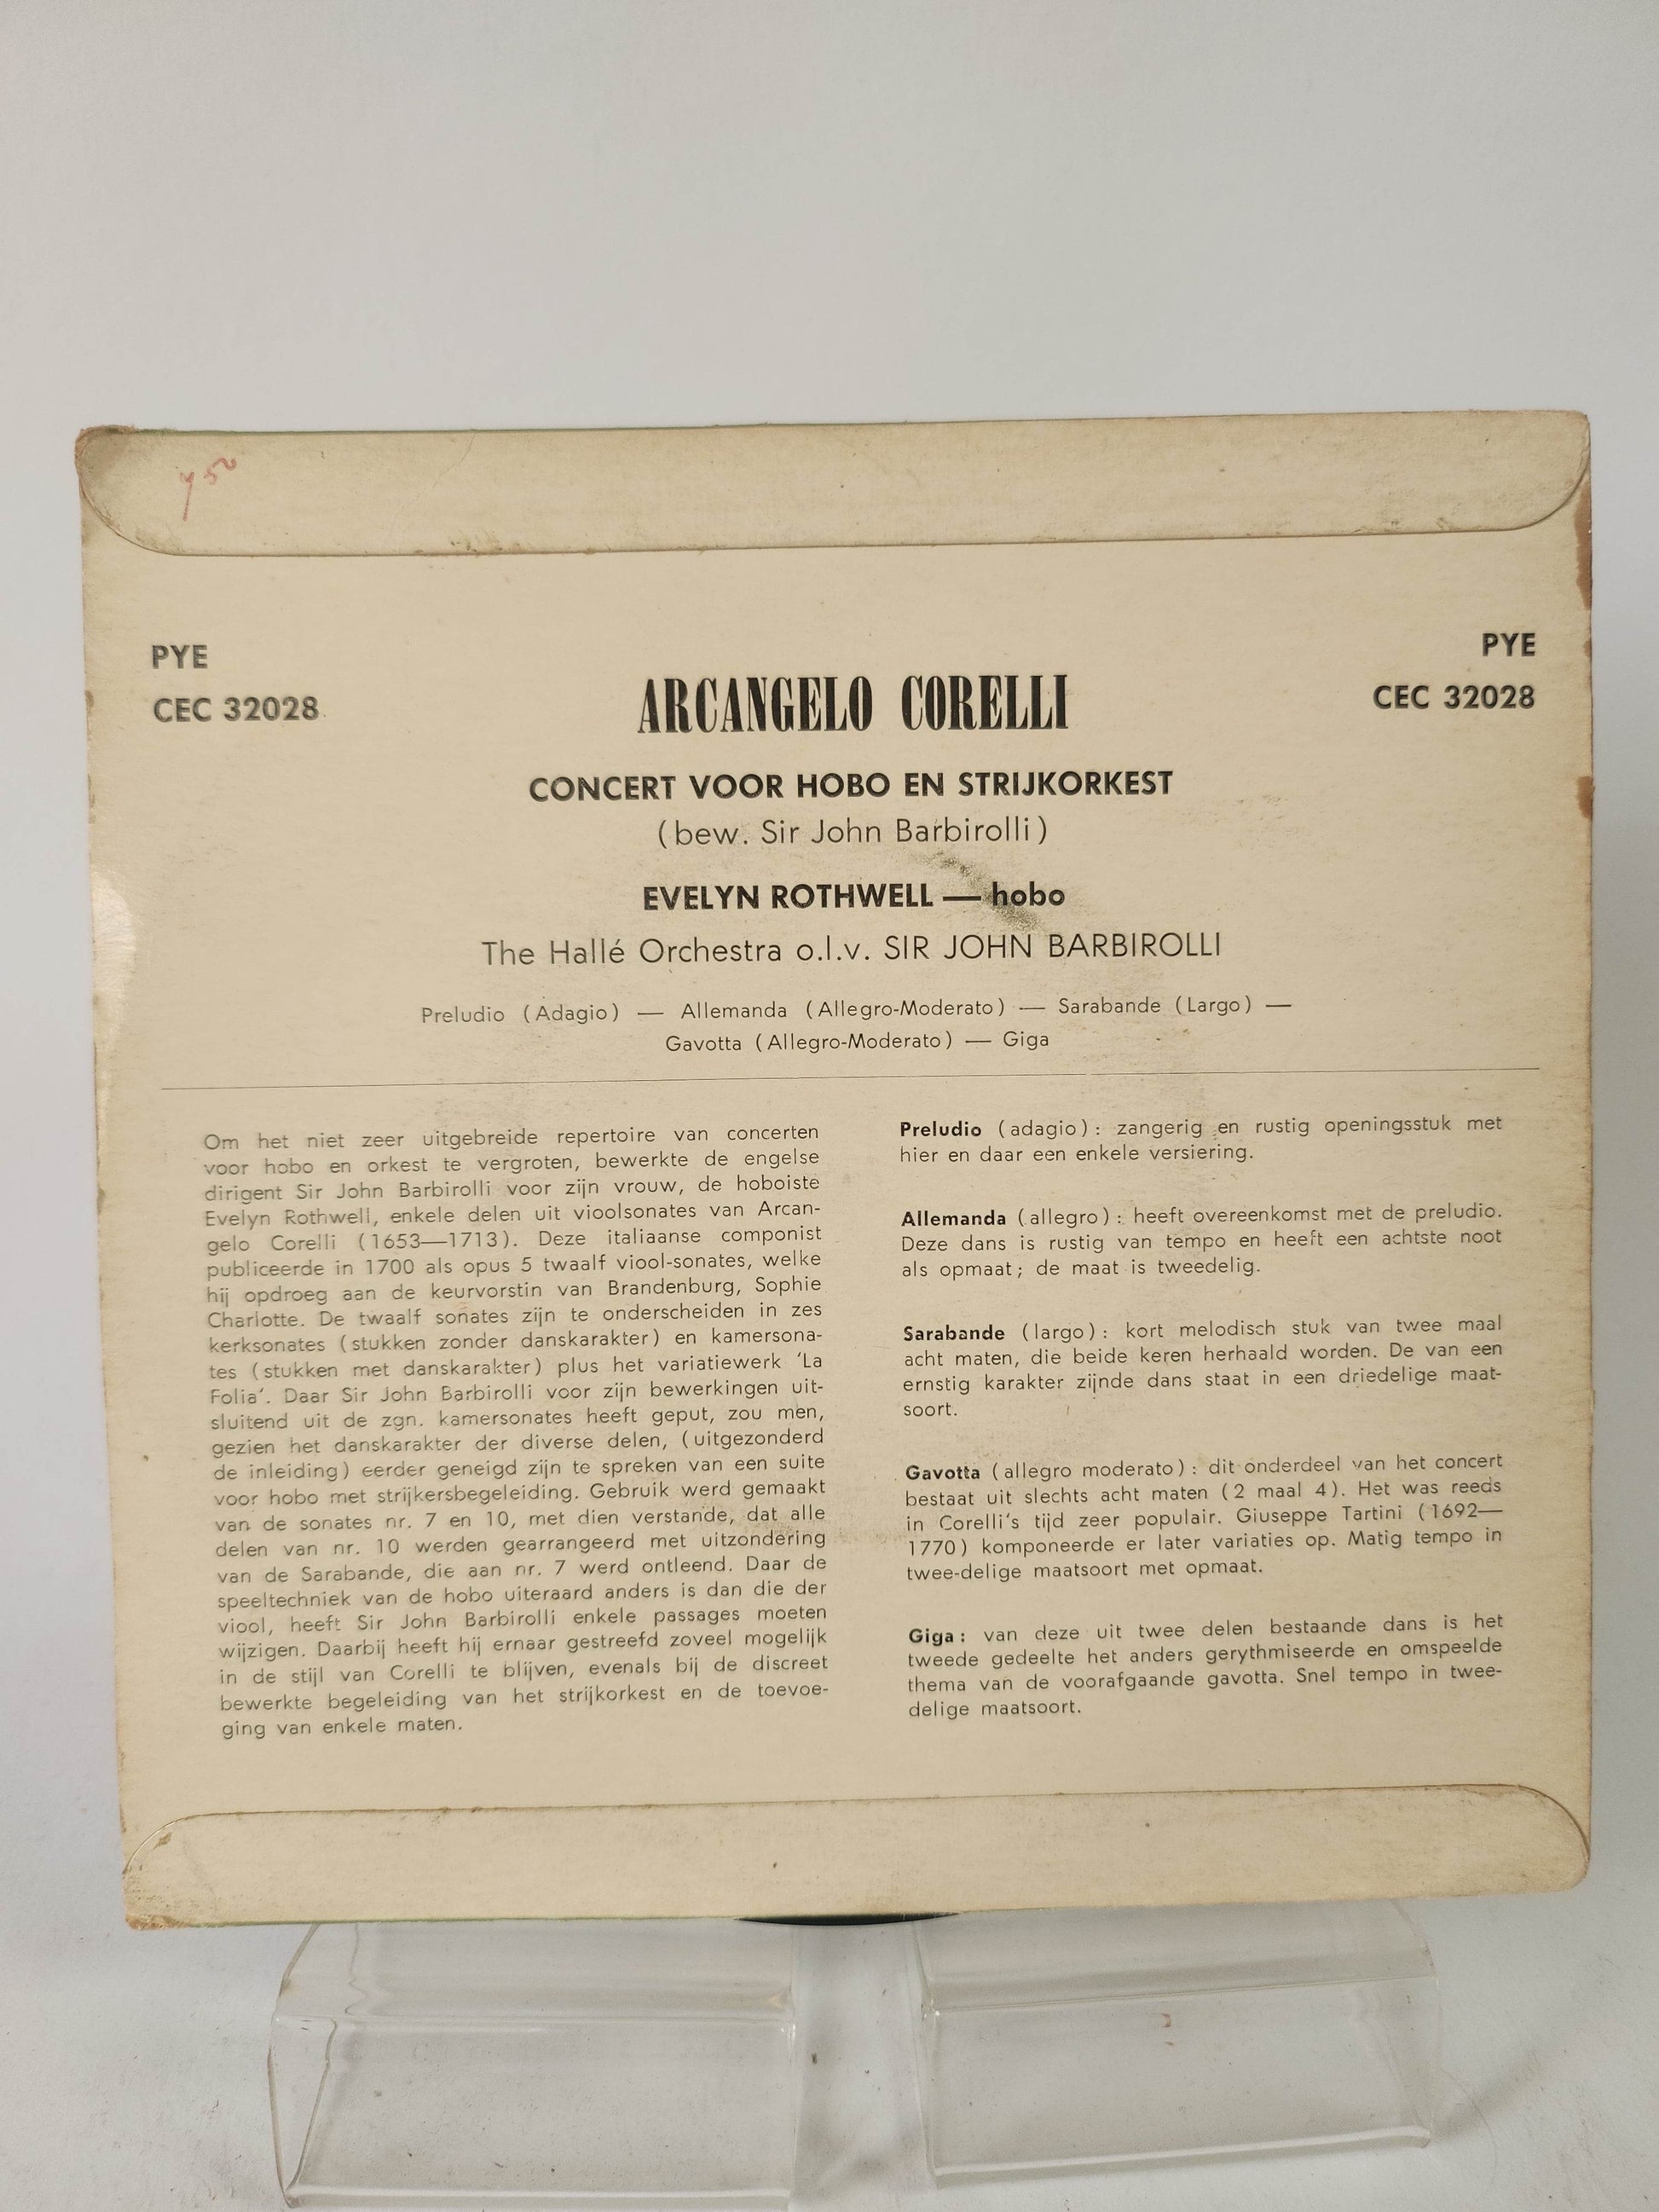 7 50
PYE
CEC 32028
PYE
CEC 32028
ARCANGELO CORELLI
CONCERT VOOR HOBO EN STRIJKORKEST
(bew. Sir John Barbirolli)
EVELYN ROTHWELL — hobo
The Hallé Orchestra o.l.v. SIR JOHN BARBIROLLI
Preludio (Adagio) — Allemanda (Allegro-Moderato) — Sarabande (Largo) —
Gavotta (Allegro-Moderato) — Giga
Om het niet zeer uitgebreide repertoire van concerten
voor hobo en orkest te vergroten, bewerkte de engelse
dirigent Sir John Barbirolli voor zijn vrouw, de hoboiste
Evelyn Rothwell, enkele delen uit vioolsonates van Arcan-
gelo Corelli (1653—1713). Deze italiaanse componist
publiceerde in 1700 als opus 5 twaalf viool-sonates, welke
hij opdroeg aan de keurvorstin van Brandenburg, Sophie
Charlotte. De twaalf sonates zijn te onderscheiden in zes
kerksonates (stukken zonder danskarakter) en kamersona-
tes (stukken met danskarakter) plus het variatiewerk 'La
Folia'. Daar Sir John Barbirolli voor zijn bewerkingen uit-
sluitend uit de zgn. kamersonates heeft geput, zou men,
gezien het danskarakter der diverse delen, (uitgezonderd
de inleiding) eerder geneigd zijn te spreken van een suite
voor hobo met strijkersbegeleiding. Gebruik werd gemaakt
van de sonates nr. 7 en 10, met dien verstande, dat alle
delen van nr. 10 werden gearrangeerd met uitzondering
van de Sarabande, die aan nr. 7 werd ontleend. Daar de
speeltechniek van de hobo uiteraard anders is dan die der
viool, heeft Sir John Barbirolli enkele passages moeten
wijzigen. Daarbij heeft hij ernaar gestreefd zoveel mogelijk
in de stijl van Corelli te blijven, evenals bij de discreet
bewerkte begeleiding van het strijkorkest en de toevoe-
ging van enkele maten.
Preludio (adagio): zangerig en rustig openingsstuk met
hier en daar een enkele versiering.
Allemanda (allegro): heeft overeenkomst met de preludio.
Deze dans is rustig van tempo en heeft een achtste noot
als opmaat; de maat is tweedelig.
Sarabande (largo): kort melodisch stuk van twee maal
acht maten, die beide keren herhaald worden. De van een
ernstig karakter zijnde dans staat in een driedelige maat-
soort.
Gavotta (allegro moderato): dit onderdeel van het concert
bestaat uit slechts acht maten (2 maal 4). Het was reeds
in Corelli's tijd zeer populair. Giuseppe Tartini (1692—
1770) komponeerde er later variaties op. Matig tempo in
twee-delige maatsoort met opmaat.
Giga: van deze uit twee delen bestaande dans is het
tweede gedeelte het anders gerythmiseerde en omspeelde
thema van de voorafgaande gavotta. Snel tempo in twee-
delige maatsoort.